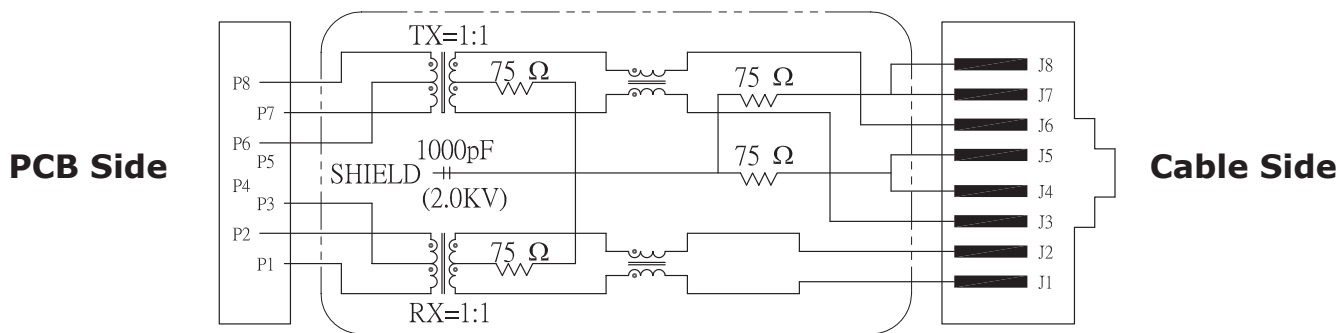 PCB Side
P8
P7
P6
P5
P4
P3
P2
P1
TX=1:1
75 Ω
75 Ω
1000pF
SHIELD
(2.0KV)
75 Ω
75 Ω
RX=1:1
J8
J7
J6
J5
J4
J3
J2
J1
Cable Side